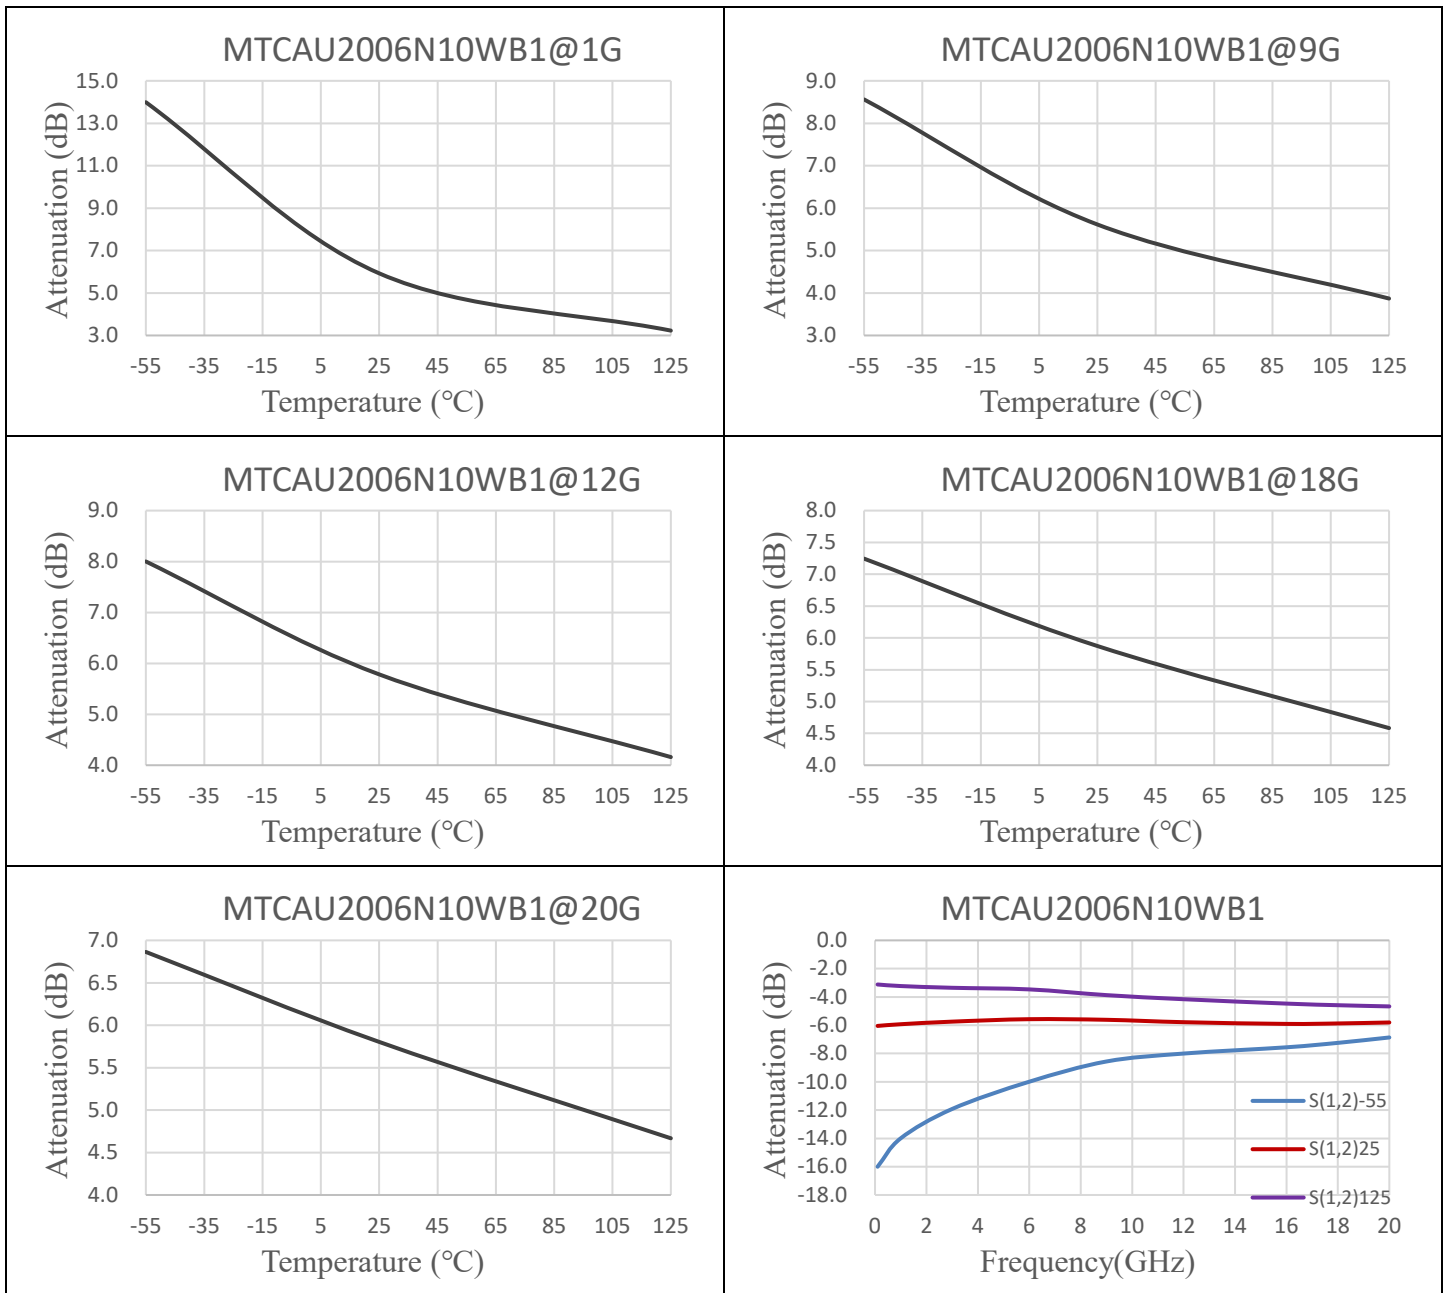 MTCAU2006N10WB1@1G
15.0
13.0
11.0
9.0
7.0
5.0
3.0
Attenuation (dB)
-55 -35 -15 5 25 45 65 85 105 125
Temperature (℃)
MTCAU2006N10WB1@9G
9.0
8.0
7.0
6.0
5.0
4.0
3.0
Attenuation (dB)
-55 -35 -15 5 25 45 65 85 105 125
Temperature (℃)
MTCAU2006N10WB1@12G
9.0
8.0
7.0
6.0
5.0
4.0
Attenuation (dB)
-55 -35 -15 5 25 45 65 85 105 125
Temperature (℃)
MTCAU2006N10WB1@18G
8.0
7.5
7.0
6.5
6.0
5.5
5.0
4.5
4.0
Attenuation (dB)
-55 -35 -15 5 25 45 65 85 105 125
Temperature (℃)
MTCAU2006N10WB1@20G
7.0
6.5
6.0
5.5
5.0
4.5
4.0
Attenuation (dB)
-55 -35 -15 5 25 45 65 85 105 125
Temperature (℃)
MTCAU2006N10WB1
0.0
-2.0
-4.0
-6.0
-8.0
-10.0
-12.0
-14.0
-16.0
-18.0
Attenuation (dB)
S(1,2)-55
S(1,2)25
S(1,2)125
0 2 4 6 8 10 12 14 16 18 20
Frequency(GHz)